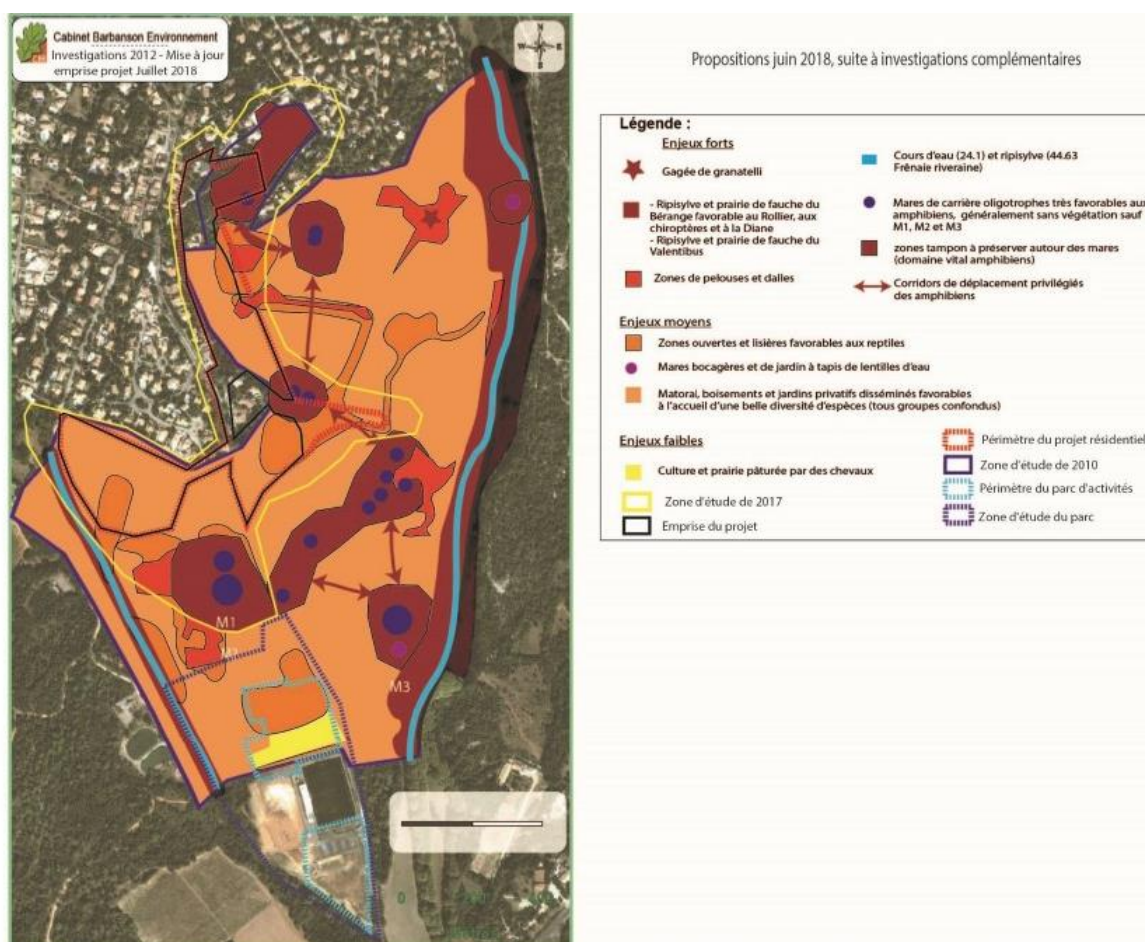 Cabinet Barbanson Environnement
Investigations 2012 - Mise à jour
emprise projet Juillet 2018
N
W
E
S
M1
M3
0
Propositions juin 2018, suite à investigations complémentaires
Légende :
Enjeux forts
Gagée de granatelli
- Ripisylve et prairie de fauche du
Bérange favorable au Rollier, aux
chiroptères et à la Diane
- Ripisylve et prairie de fauche du
Valentibus
Zones de pelouses et dalles
Cours d'eau (24.1) et ripisylve (44.63
Frênaie riveraine)
Mares de carrière oligotrophes très favorables aux
amphibiens, généralement sans végétation sauf
M1, M2 et M3
zones tampon à préserver autour des mares
(domaine vital amphibiens)
Corridors de déplacement privilégiés
des amphibiens
Enjeux moyens
Zones ouvertes et lisières favorables aux reptiles
Mares bocagères et de jardin à tapis de lentilles d'eau
Matoral, boisements et jardins privatifs disséminés favorables
à l'accueil d'une belle diversité d'espèces (tous groupes confondus)
Enjeux faibles
Culture et prairie pâturée par des chevaux
Zone d'étude de 2017
Emprise du projet
Périmètre du projet résidentiel
Zone d'étude de 2010
Périmètre du parc d'activités
Zone d'étude du parc